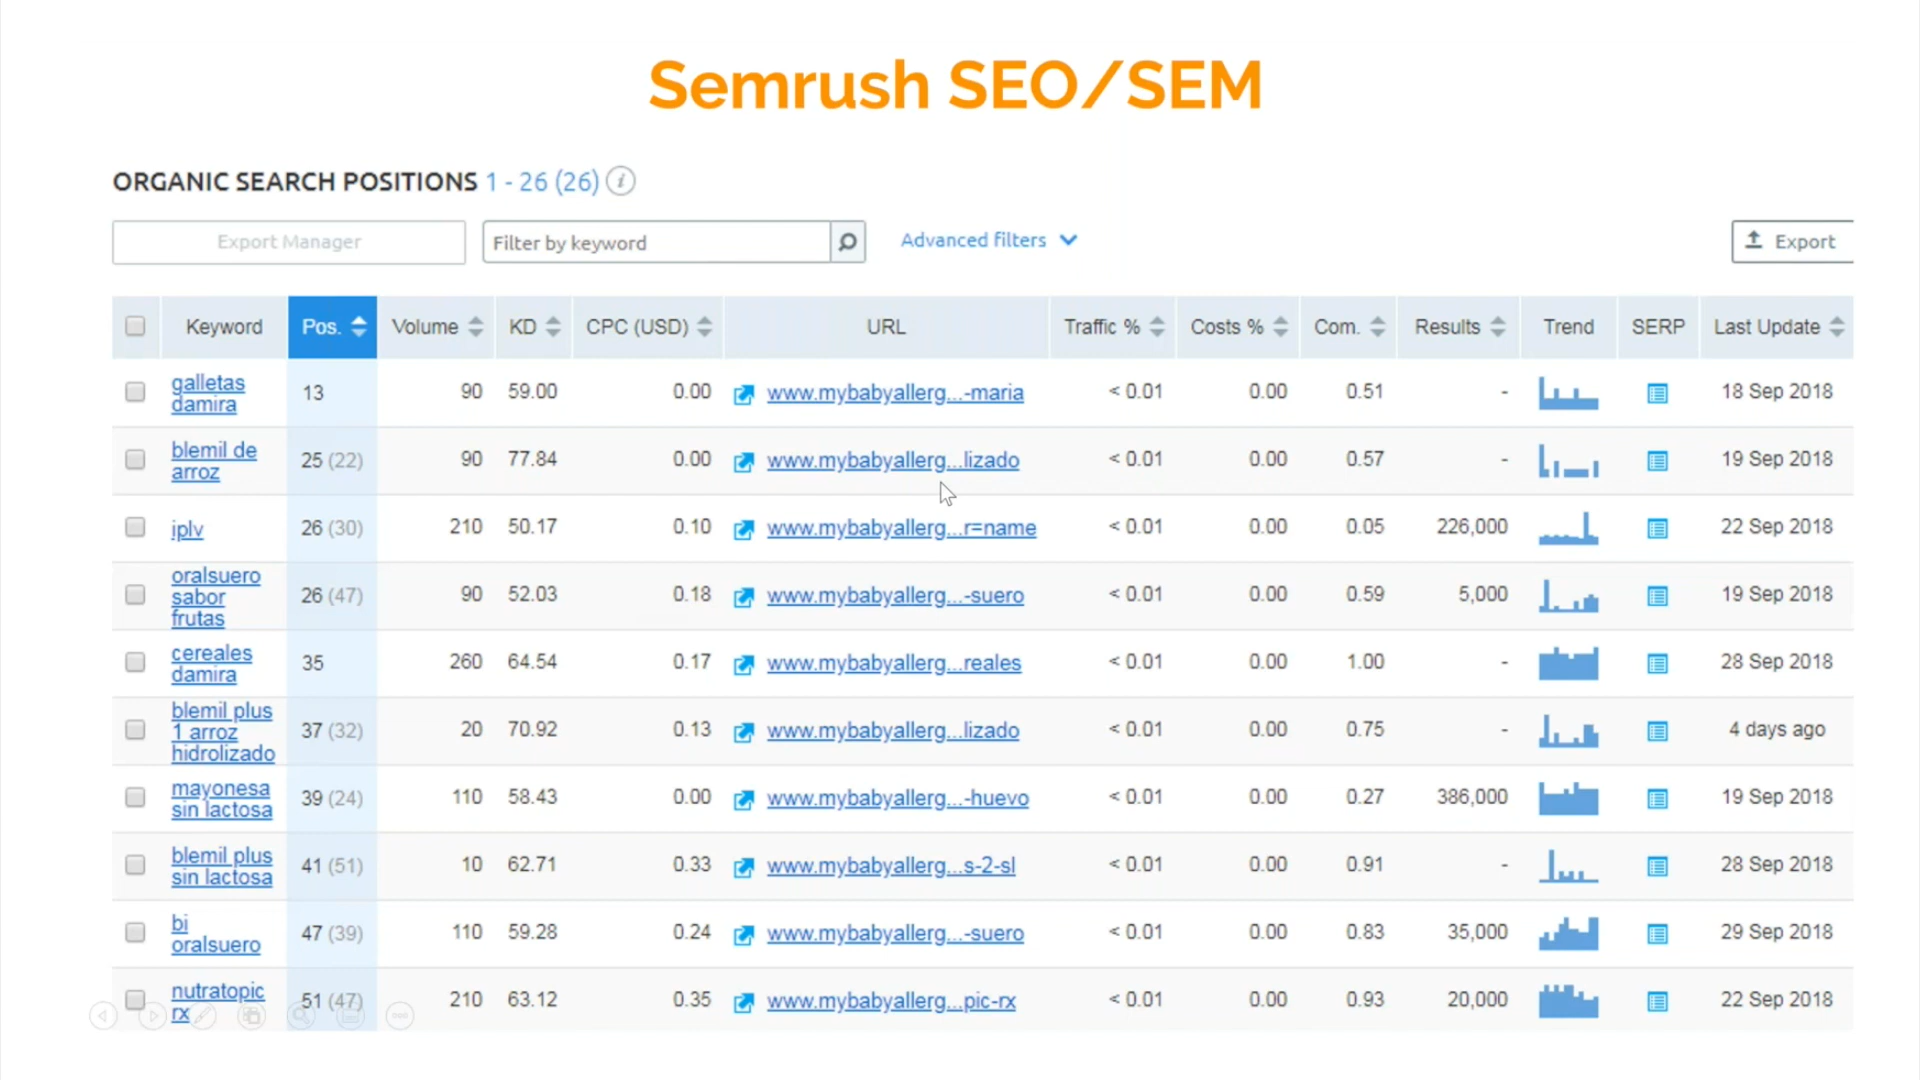 Semrush SEO/SEM
ORGANIC SEARCH POSITIONS 1 - 26 (26) i
Export Manager Filter by keyword Advanced filters Export
Keyword Pos. Volume KD CPC (USD) URL Traffic % Costs % Com. Results Trend SERP Last Update
galletas
damira 13 90 59.00 0.00 www.mybabyallerg...-maria < 0.01 0.00 0.51 - 18 Sep 2018
blemil de
arroz 25 (22) 90 77.84 0.00 www.mybabyallerg...lizado < 0.01 0.00 0.57 - 19 Sep 2018
iplv 26 (30) 210 50.17 0.10 www.mybabyallerg...r=name < 0.01 0.00 0.05 226,000 22 Sep 2018
oralsuero
sabor 26 (47) 90 52.03 0.18 www.mybabyallerg...-suero < 0.01 0.00 0.59 5,000 19 Sep 2018
frutas
cereales
damira 35 260 64.54 0.17 www.mybabyallerg...reales < 0.01 0.00 1.00 - 28 Sep 2018
blemil plus
1 arroz 37 (32) 20 70.92 0.13 www.mybabyallerg...lizado < 0.01 0.00 0.75 - 4 days ago
hidrolizado
mayonesa
sin lactosa 39 (24) 110 58.43 0.00 www.mybabyallerg...-huevo < 0.01 0.00 0.27 386,000 19 Sep 2018
blemil plus
sin lactosa 41 (51) 10 62.71 0.33 www.mybabyallerg...s-2-sl < 0.01 0.00 0.91 - 28 Sep 2018
bi
oralsuero 47 (39) 110 59.28 0.24 www.mybabyallerg...-suero < 0.01 0.00 0.83 35,000 29 Sep 2018
nutratopic
rx 51 (47) 210 63.12 0.35 www.mybabyallerg...pic-rx < 0.01 0.00 0.93 20,000 22 Sep 2018